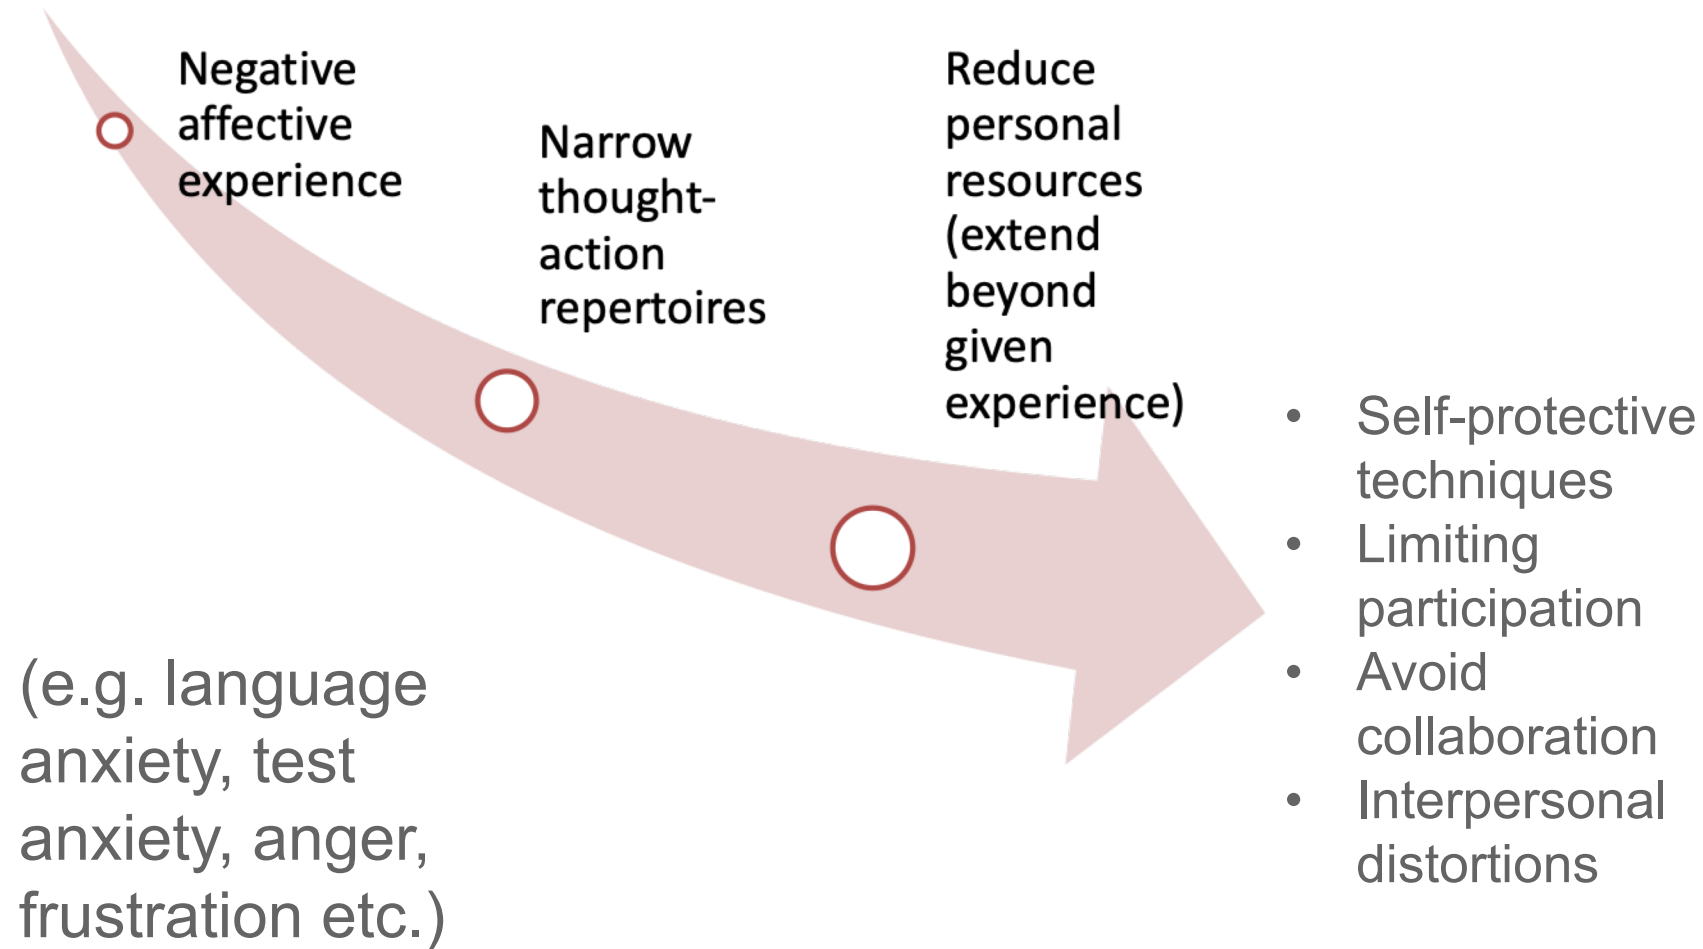 Negative
affective
experience
Narrow
thought-
action
repertoires
Reduce
personal
resources
(extend
beyond
given
experience)
• Self-protective
techniques
• Limiting
participation
• Avoid
collaboration
• Interpersonal
distortions
(e.g. language
anxiety, test
anxiety, anger,
frustration etc.)